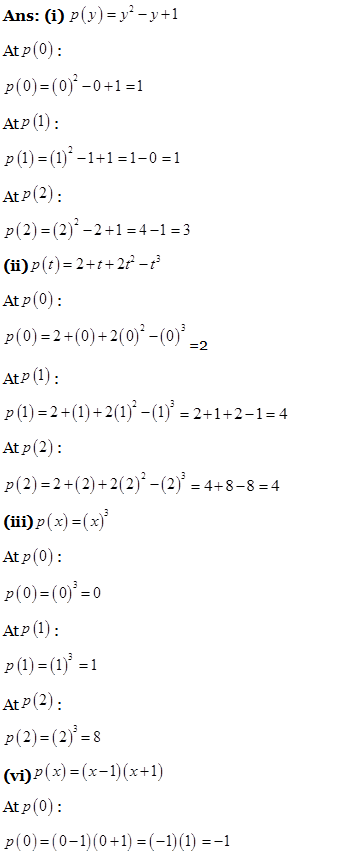 Ans: (i) p(y) = y² − y + 1
At p(0) :
p(0) = (0)² − 0 + 1 = 1
At p(1) :
p(1) = (1)² − 1 + 1 = 1 − 0 = 1
At p(2) :
p(2) = (2)² − 2 + 1 = 4 − 1 = 3
(ii) p(t) = 2 + t + 2t² − t³
At p(0) :
p(0) = 2 + (0) + 2(0)² − (0)³ =2
At p(1) :
p(1) = 2 + (1) + 2(1)² − (1)³ = 2 + 1 + 2 − 1 = 4
At p(2) :
p(2) = 2 + (2) + 2(2)² − (2)³ = 4 + 8 − 8 = 4
(iii) p(x) = (x)³
At p(0) :
p(0) = (0)³ = 0
At p(1) :
p(1) = (1)³ = 1
At p(2) :
p(2) = (2)³ = 8
(vi) p(x) = (x − 1)(x + 1)
At p(0) :
p(0) = (0 − 1)(0 + 1) = (−1)(1) = −1